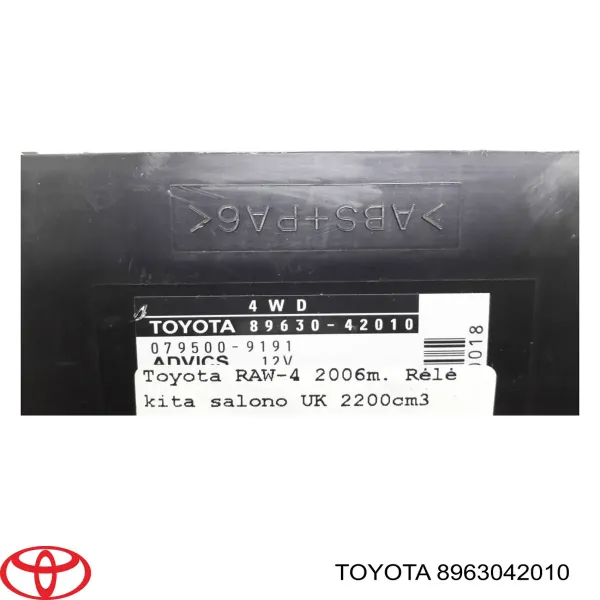 >ABS+PA6<
4WD
TOYOTA 89630-42010
079500-9191
ADVICS 12V
0018
Toyota RAW-4 2006m. Rėlė
kita salono UK 2200cm3
TOYOTA 8963042010